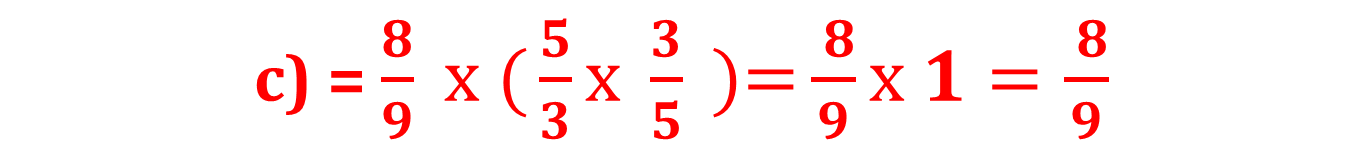 c) = 8/9 x ( 5/3 x 3/5 ) = 8/9 x 1 = 8/9